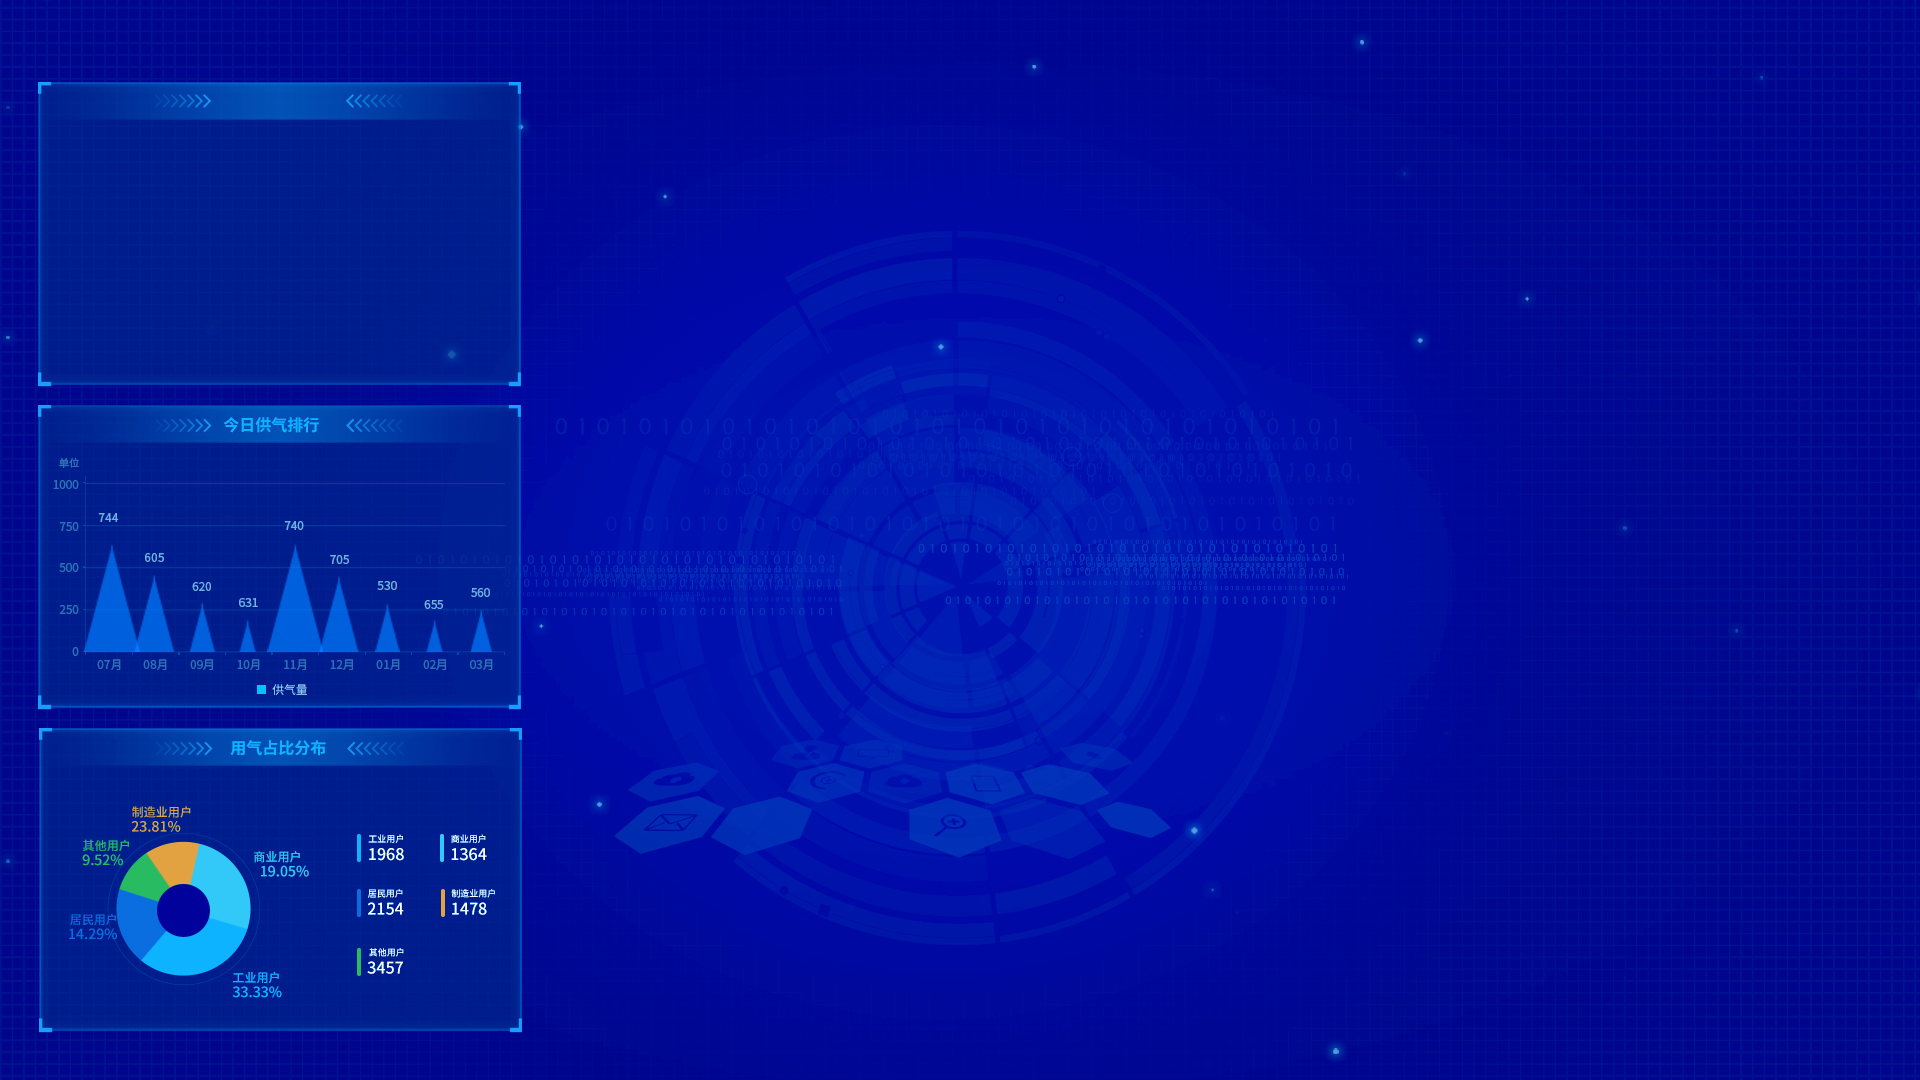 今日供气排行
单位
1000
750
500
250
0
744
605
620
631
740
705
530
655
560
07月 08月 09月 10月 11月 12月 01月 02月 03月
供气量
用气占比分布
制造业用户
23.81%
其他用户
9.52%
商业用户
19.05%
居民用户
14.29%
工业用户
33.33%
工业用户
1968
商业用户
1364
居民用户
2154
制造业用户
1478
其他用户
3457